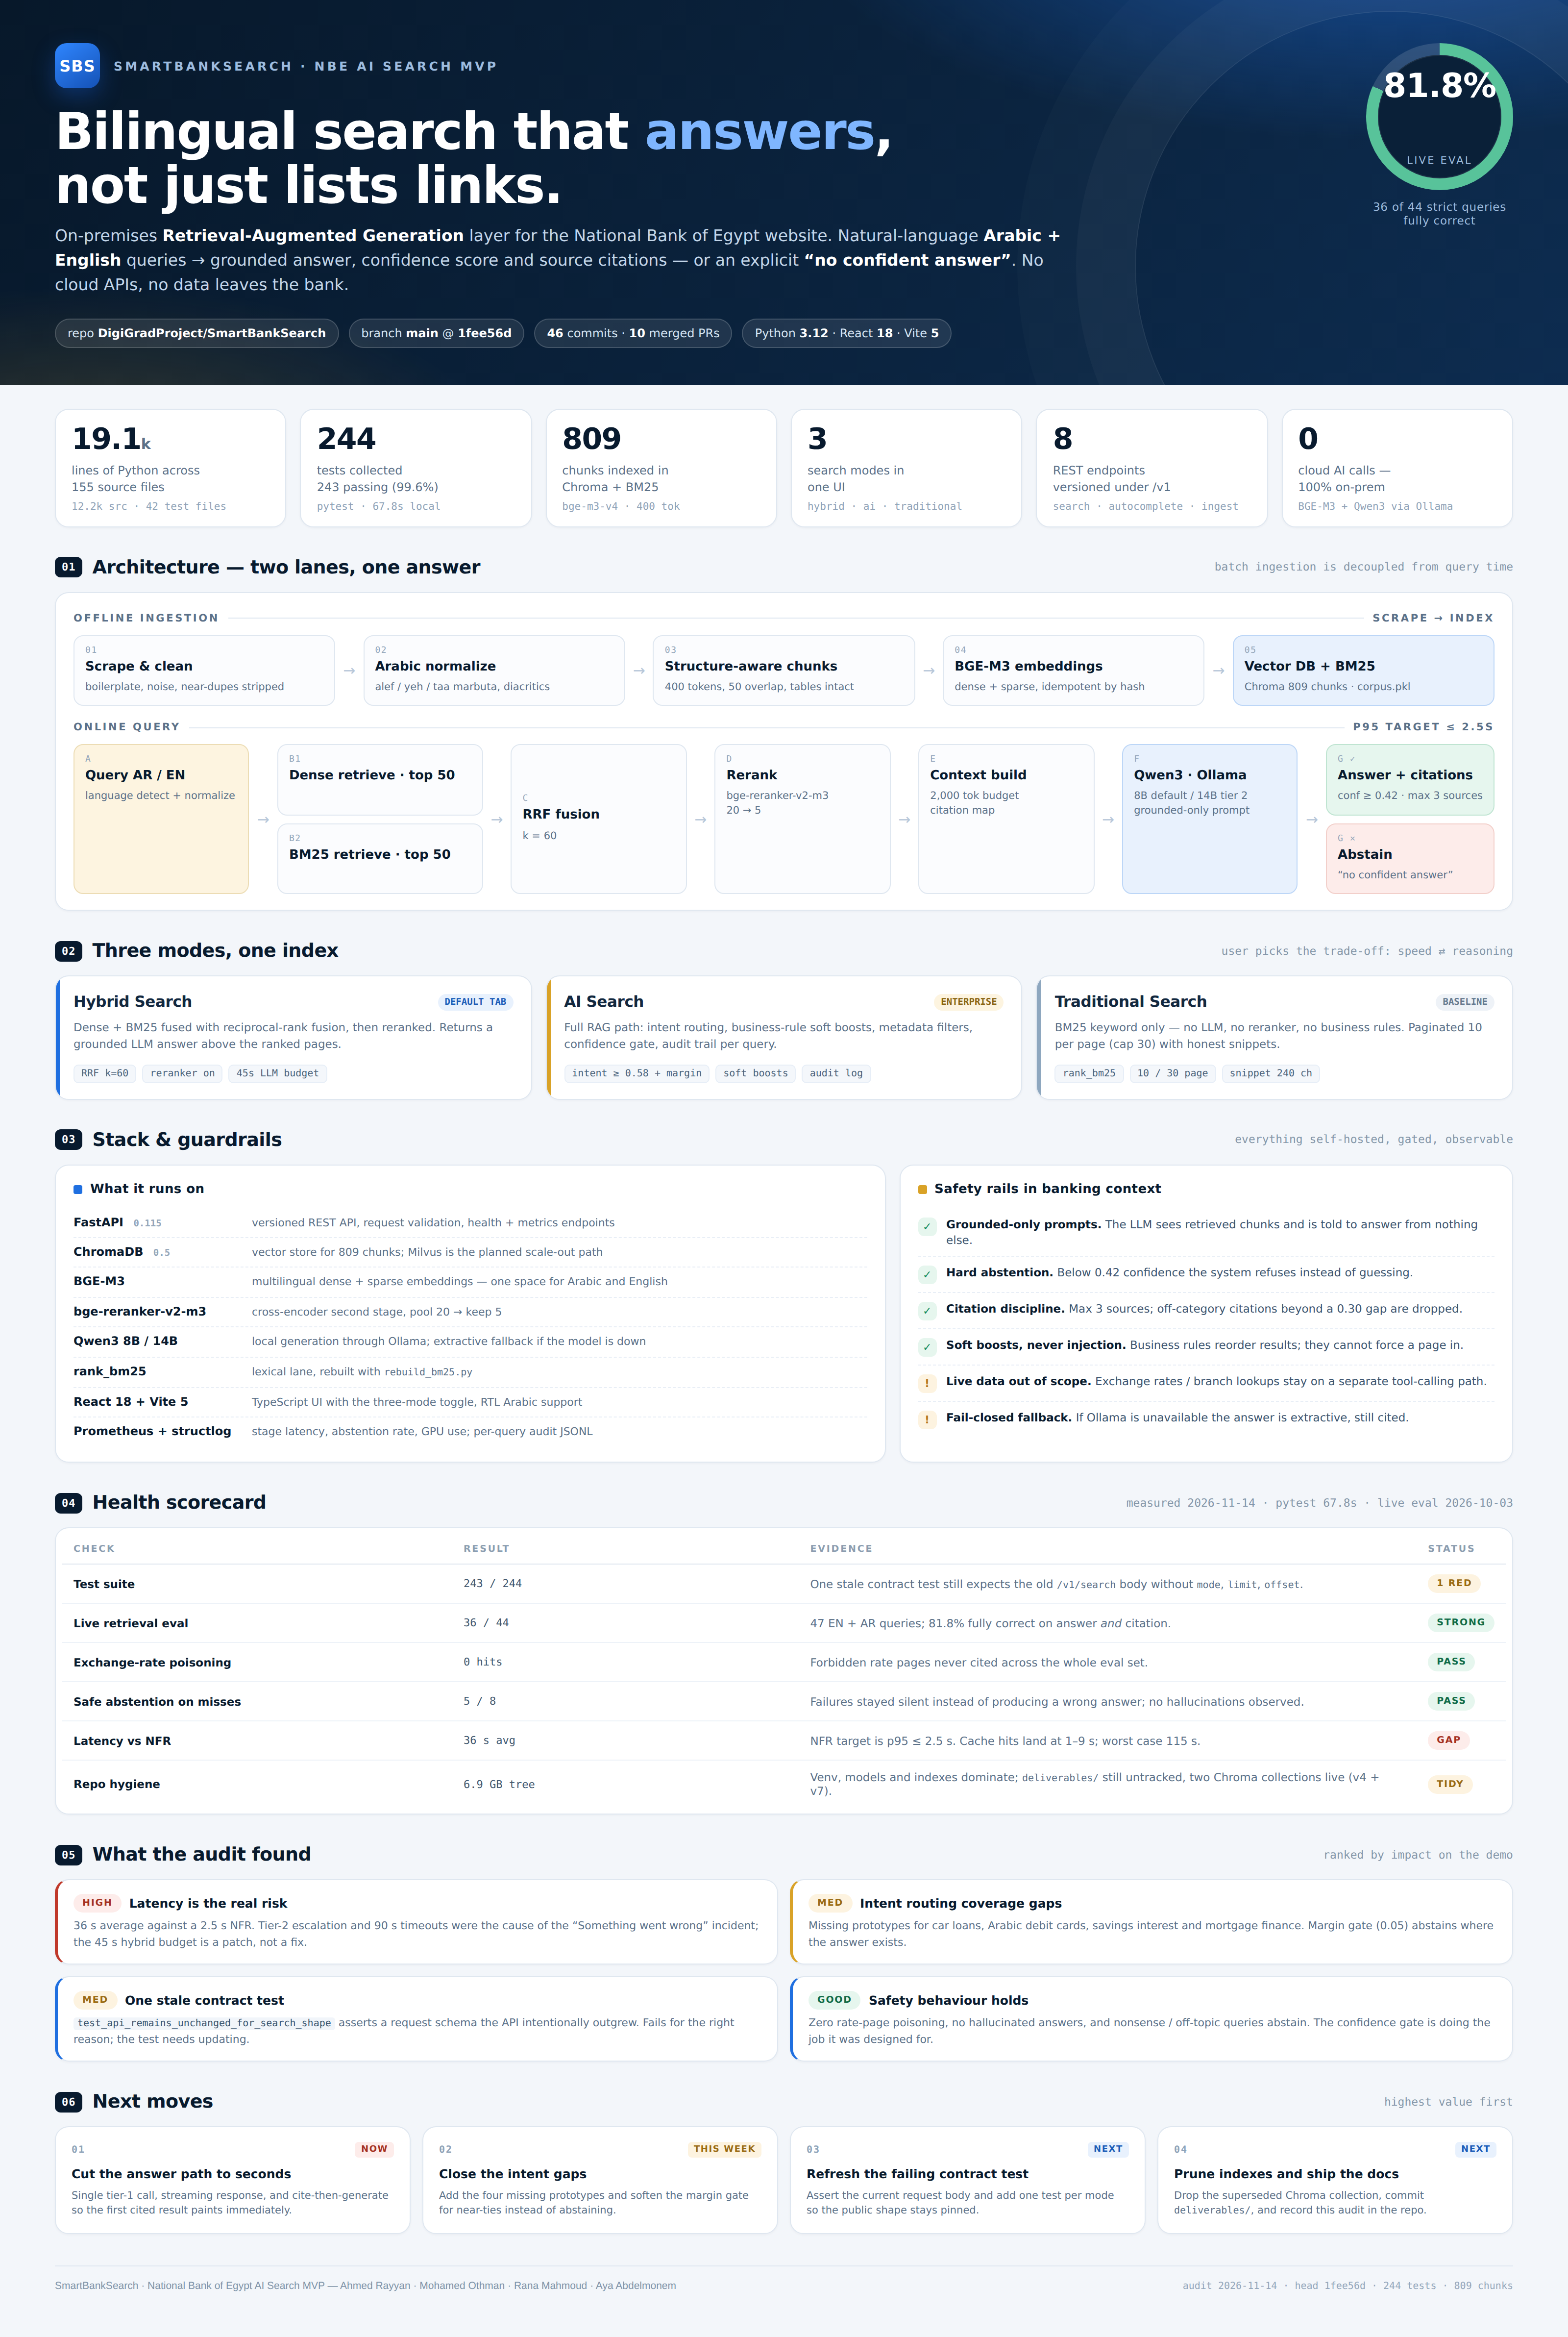 SBS
SMARTBANKSEARCH · NBE AI SEARCH MVP
Bilingual search that answers,
not just lists links.
On-premises Retrieval-Augmented Generation layer for the National Bank of Egypt website. Natural-language Arabic +
English queries → grounded answer, confidence score and source citations — or an explicit “no confident answer”. No
cloud APIs, no data leaves the bank.
repo DigiGradProject/SmartBankSearch
branch main @ 1fee56d
46 commits · 10 merged PRs
Python 3.12 · React 18 · Vite 5
81.8%
LIVE EVAL
36 of 44 strict queries
fully correct
19.1k
lines of Python across
155 source files
12.2k src · 42 test files
244
tests collected
243 passing (99.6%)
pytest · 67.8s local
809
chunks indexed in
Chroma + BM25
bge-m3-v4 · 400 tok
3
search modes in
one UI
hybrid · ai · traditional
8
REST endpoints
versioned under /v1
search · autocomplete · ingest
0
cloud AI calls —
100% on-prem
BGE-M3 + Qwen3 via Ollama
01 Architecture — two lanes, one answer
batch ingestion is decoupled from query time
OFFLINE INGESTION
SCRAPE → INDEX
01
Scrape & clean
boilerplate, noise, near-dupes stripped
→
02
Arabic normalize
alef / yeh / taa marbuta, diacritics
→
03
Structure-aware chunks
400 tokens, 50 overlap, tables intact
→
04
BGE-M3 embeddings
dense + sparse, idempotent by hash
→
05
Vector DB + BM25
Chroma 809 chunks · corpus.pkl
ONLINE QUERY
P95 TARGET ≤ 2.5S
A
Query AR / EN
language detect + normalize
→
B1
Dense retrieve · top 50
B2
BM25 retrieve · top 50
→
C
RRF fusion
k = 60
→
D
Rerank
bge-reranker-v2-m3
20 → 5
→
E
Context build
2,000 tok budget
citation map
→
F
Qwen3 · Ollama
8B default / 14B tier 2
grounded-only prompt
→
G ✓
Answer + citations
conf ≥ 0.42 · max 3 sources
G ×
Abstain
“no confident answer”
02 Three modes, one index
user picks the trade-off: speed ⇄ reasoning
Hybrid Search
DEFAULT TAB
Dense + BM25 fused with reciprocal-rank fusion, then reranked. Returns a
grounded LLM answer above the ranked pages.
RRF k=60
reranker on
45s LLM budget
AI Search
ENTERPRISE
Full RAG path: intent routing, business-rule soft boosts, metadata filters,
confidence gate, audit trail per query.
intent ≥ 0.58 + margin
soft boosts
audit log
Traditional Search
BASELINE
BM25 keyword only — no LLM, no reranker, no business rules. Paginated 10
per page (cap 30) with honest snippets.
rank_bm25
10 / 30 page
snippet 240 ch
03 Stack & guardrails
everything self-hosted, gated, observable
What it runs on
FastAPI 0.115 versioned REST API, request validation, health + metrics endpoints
ChromaDB 0.5 vector store for 809 chunks; Milvus is the planned scale-out path
BGE-M3 multilingual dense + sparse embeddings — one space for Arabic and English
bge-reranker-v2-m3 cross-encoder second stage, pool 20 → keep 5
Qwen3 8B / 14B local generation through Ollama; extractive fallback if the model is down
rank_bm25 lexical lane, rebuilt with rebuild_bm25.py
React 18 + Vite 5 TypeScript UI with the three-mode toggle, RTL Arabic support
Prometheus + structlog stage latency, abstention rate, GPU use; per-query audit JSONL
Safety rails in banking context
✓ Grounded-only prompts. The LLM sees retrieved chunks and is told to answer from nothing
else.
✓ Hard abstention. Below 0.42 confidence the system refuses instead of guessing.
✓ Citation discipline. Max 3 sources; off-category citations beyond a 0.30 gap are dropped.
✓ Soft boosts, never injection. Business rules reorder results; they cannot force a page in.
! Live data out of scope. Exchange rates / branch lookups stay on a separate tool-calling path.
! Fail-closed fallback. If Ollama is unavailable the answer is extractive, still cited.
04 Health scorecard
measured 2026-11-14 · pytest 67.8s · live eval 2026-10-03
CHECK RESULT EVIDENCE STATUS
Test suite 243 / 244 One stale contract test still expects the old /v1/search body without mode, limit, offset. 1 RED
Live retrieval eval 36 / 44 47 EN + AR queries; 81.8% fully correct on answer and citation. STRONG
Exchange-rate poisoning 0 hits Forbidden rate pages never cited across the whole eval set. PASS
Safe abstention on misses 5 / 8 Failures stayed silent instead of producing a wrong answer; no hallucinations observed. PASS
Latency vs NFR 36 s avg NFR target is p95 ≤ 2.5 s. Cache hits land at 1–9 s; worst case 115 s. GAP
Repo hygiene 6.9 GB tree Venv, models and indexes dominate; deliverables/ still untracked, two Chroma collections live (v4 +
v7). TIDY
05 What the audit found
ranked by impact on the demo
HIGH Latency is the real risk
36 s average against a 2.5 s NFR. Tier-2 escalation and 90 s timeouts were the cause of the “Something went wrong” incident;
the 45 s hybrid budget is a patch, not a fix.
MED Intent routing coverage gaps
Missing prototypes for car loans, Arabic debit cards, savings interest and mortgage finance. Margin gate (0.05) abstains where
the answer exists.
MED One stale contract test
test_api_remains_unchanged_for_search_shape asserts a request schema the API intentionally outgrew. Fails for the right
reason; the test needs updating.
GOOD Safety behaviour holds
Zero rate-page poisoning, no hallucinated answers, and nonsense / off-topic queries abstain. The confidence gate is doing the
job it was designed for.
06 Next moves
highest value first
01 NOW
Cut the answer path to seconds
Single tier-1 call, streaming response, and cite-then-generate
so the first cited result paints immediately.
02 THIS WEEK
Close the intent gaps
Add the four missing prototypes and soften the margin gate
for near-ties instead of abstaining.
03 NEXT
Refresh the failing contract test
Assert the current request body and add one test per mode
so the public shape stays pinned.
04 NEXT
Prune indexes and ship the docs
Drop the superseded Chroma collection, commit
deliverables/, and record this audit in the repo.
SmartBankSearch · National Bank of Egypt AI Search MVP — Ahmed Rayyan · Mohamed Othman · Rana Mahmoud · Aya Abdelmonem
audit 2026-11-14 · head 1fee56d · 244 tests · 809 chunks